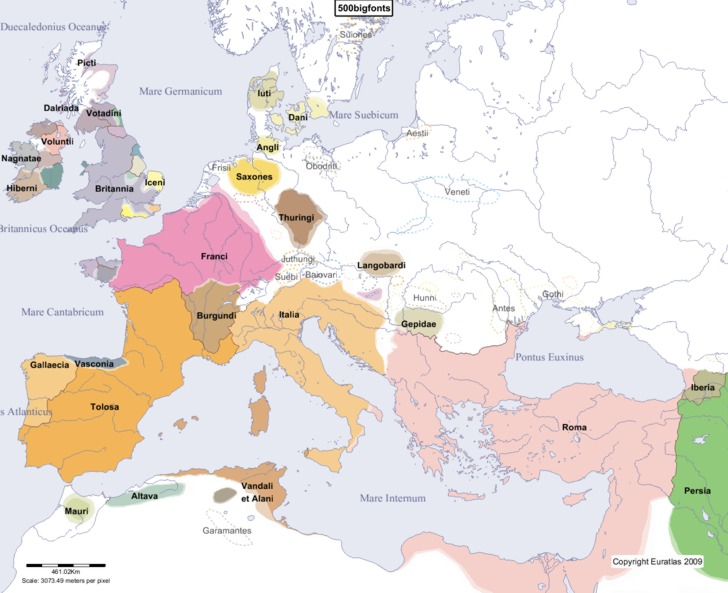 500bigfonts
Suiones
Duecaledonius Oceanus
Picti
Mare Germanicum
Iuti
Dalriada
Votadini
Dani
Mare Suebicum
Aestii
Voluntii
Angli
Nagnatae
Frisii
Obodriti
Saxones
Hiberni
Britannia
Iceni
Veneti
Thuringi
Britannicus Oceanus
Franci
Juthungi
Langobardi
Suebi
Baiovari
Hunni
Gothi
Antes
Mare Cantabricum
Burgundi
Italia
Gepidae
Pontus Euxinus
Gallaecia
Vasconia
Iberia
s Atlanticus
Tolosa
Roma
Vandali
et Alani
Persia
Altava
Mare Internum
Mauri
Garamantes
461.02Km
Scale: 3073.49 meters per pixel
Copyright Euratlas 2009